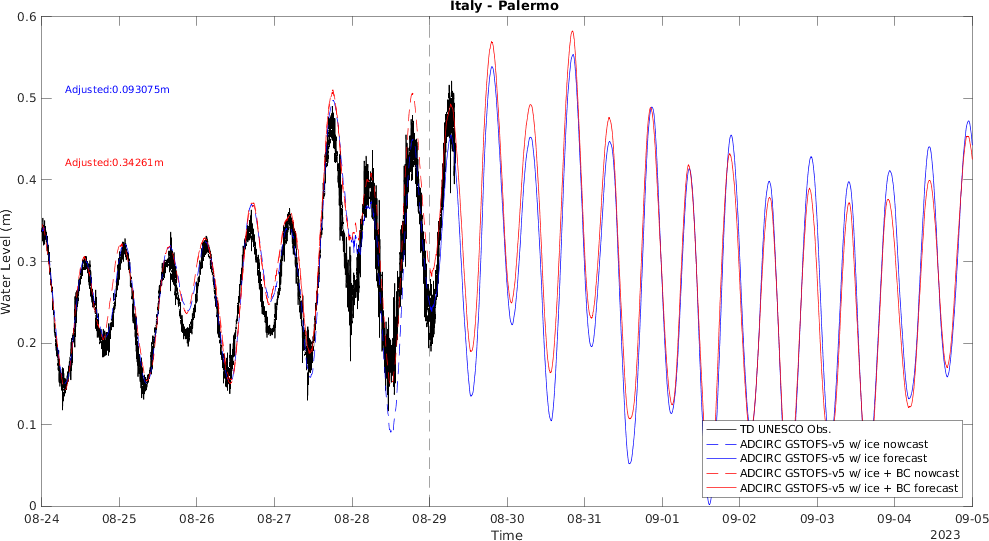 Italy - Palermo
0.6
0.5
0.4
0.3
0.2
0.1
0
Water Level (m)
Adjusted:0.093075m
Adjusted:0.34261m
TD UNESCO Obs.
ADCIRC GSTOFS-v5 w/ ice nowcast
ADCIRC GSTOFS-v5 w/ ice forecast
ADCIRC GSTOFS-v5 w/ ice + BC nowcast
ADCIRC GSTOFS-v5 w/ ice + BC forecast
08-24 08-25 08-26 08-27 08-28 08-29 08-30 08-31 09-01 09-02 09-03 09-04 09-05
Time
2023